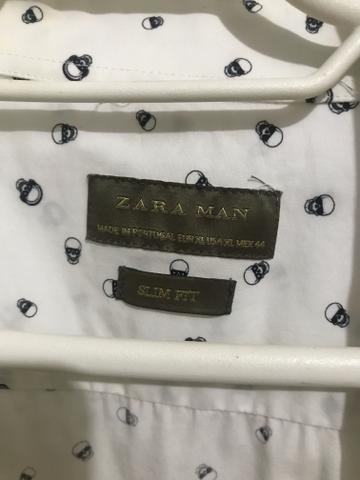 ZARA MAN
MADE IN PORTUGAL EUR XL USA XL MEX 44
SLIM FIT